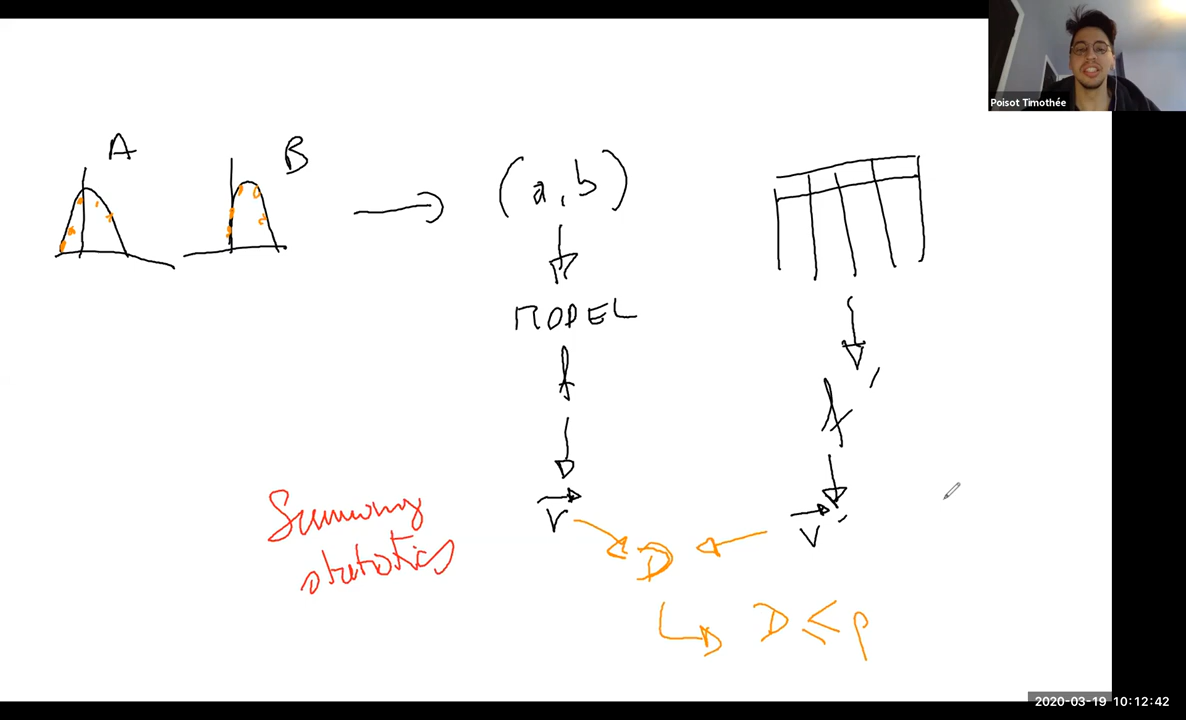 Poisot Timothée
A
B
(a, b)
MODEL
f
f'
Summary
statistics
v
v'
D
D ≤ ρ
2020-03-19 10:12:42